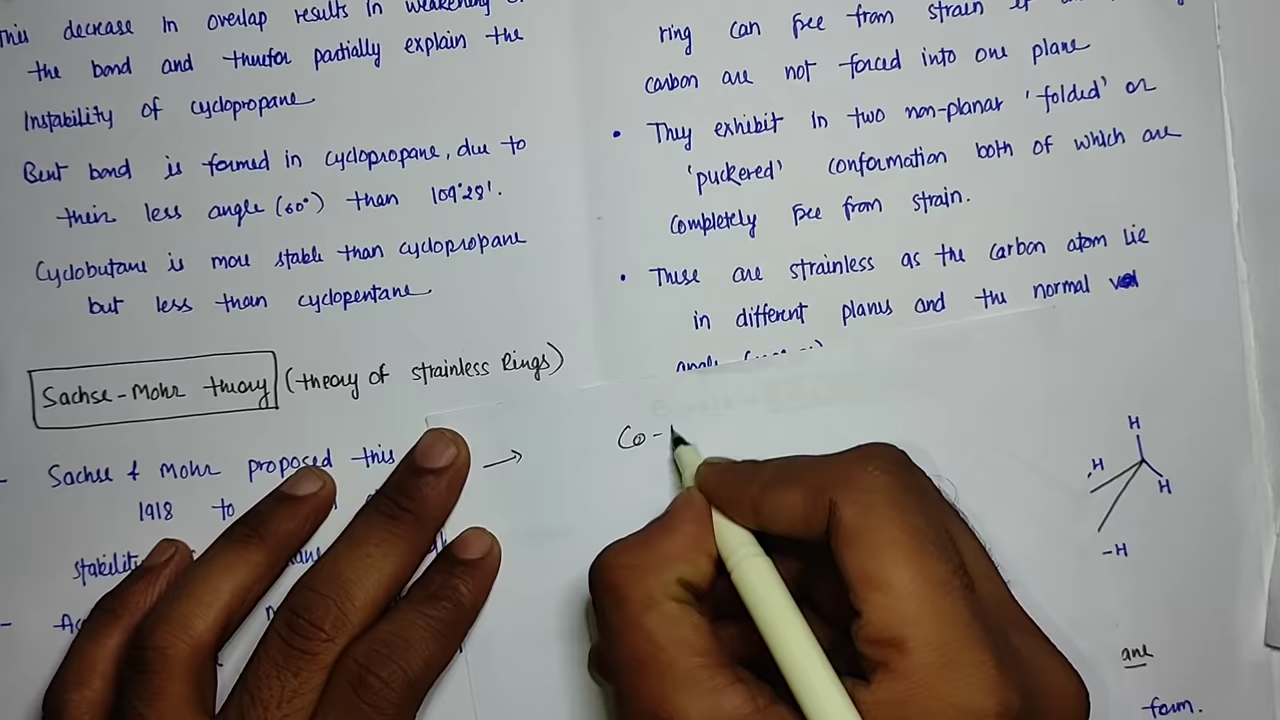 This decrease in overlap results in weakening
the bond and thusfor partially explain the
Instability of cyclopropane
Bent bond is formed in cyclopropane, due to
their less angle (60°) than 109°28'.
Cyclobutane is more stable than cyclopropane
but less than cyclopentane
Sachse-Mohr theory (theory of strainless Rings)
- Sachse & Mohr proposed this
1918 to
stability
ring can free from strain if
carbon are not forced into one plane
• They exhibit in two non-planar 'folded' or
'puckered' conformation both of which are
completely free from strain.
• These are strainless as the carbon atom lie
in different planes and the normal
→ Co-
H
H
H
-H
ane
form.